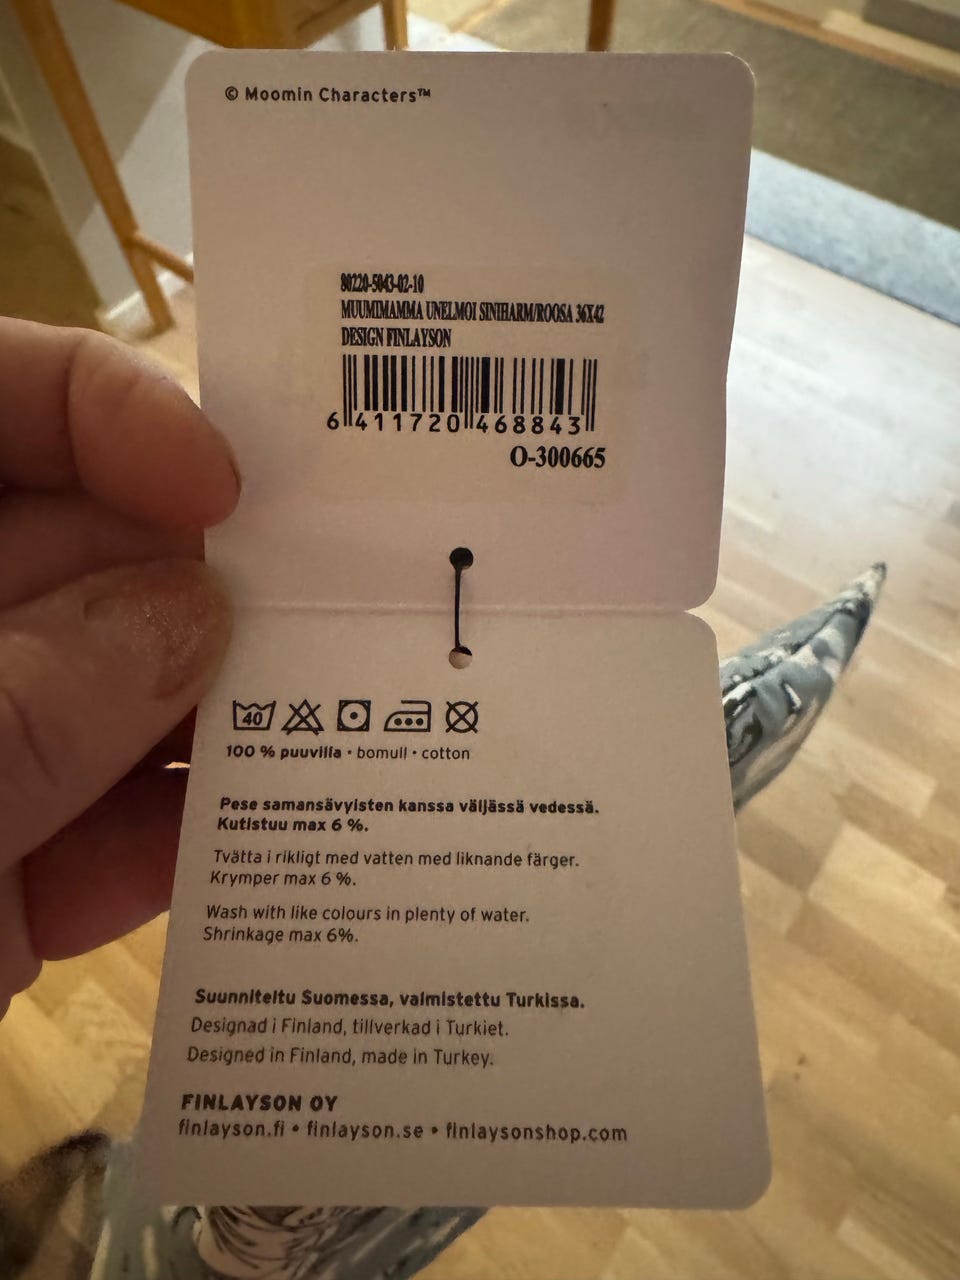 © Moomin Characters™
80220-5043-02-10
MUUMIMAMMA UNELMOI SINIHARM/ROOSA 36X42
DESIGN FINLAYSON
6 411720 468843
O-300665
40
100 % puuvilla • bomull • cotton
Pese samansävyisten kanssa väljässä vedessä.
Kutistuu max 6 %.
Tvätta i rikligt med vatten med liknande färger.
Krymper max 6 %.
Wash with like colours in plenty of water.
Shrinkage max 6%.
Suunniteltu Suomessa, valmistettu Turkissa.
Designad i Finland, tillverkad i Turkiet.
Designed in Finland, made in Turkey.
FINLAYSON OY
finlayson.fi • finlayson.se • finlaysonshop.com